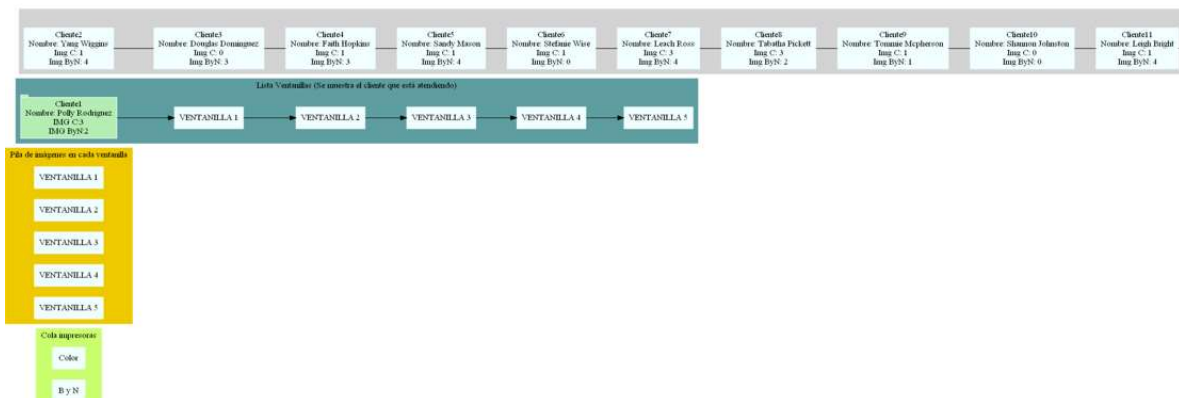 Cliente2
Nombre: Yang Wiggins
Img C: 1
Img ByN: 4
Cliente3
Nombre: Douglas Dominguez
Img C: 0
Img ByN: 3
Cliente4
Nombre: Faith Hopkins
Img C: 1
Img ByN: 3
Cliente5
Nombre: Sandy Mason
Img C: 1
Img ByN: 4
Cliente6
Nombre: Stefanie Wise
Img C: 1
Img ByN: 0
Cliente7
Nombre: Leach Ross
Img C: 3
Img ByN: 4
Cliente8
Nombre: Tabatha Pickett
Img C: 3
Img ByN: 2
Cliente9
Nombre: Tommie Mcpherson
Img C: 1
Img ByN: 1
Cliente10
Nombre: Shannon Johnston
Img C: 0
Img ByN: 0
Cliente11
Nombre: Leigh Bright
Img C: 1
Img ByN: 4
Lista Ventanillas (Se muestra el cliente que está atendiendo)
Cliente1
Nombre: Polly Rodriguez
IMG C:3
IMG ByN:2
VENTANILLA 1
VENTANILLA 2
VENTANILLA 3
VENTANILLA 4
VENTANILLA 5
Pila de imágenes en cada ventanilla
VENTANILLA 1
VENTANILLA 2
VENTANILLA 3
VENTANILLA 4
VENTANILLA 5
Cola impresoras
Color
B y N